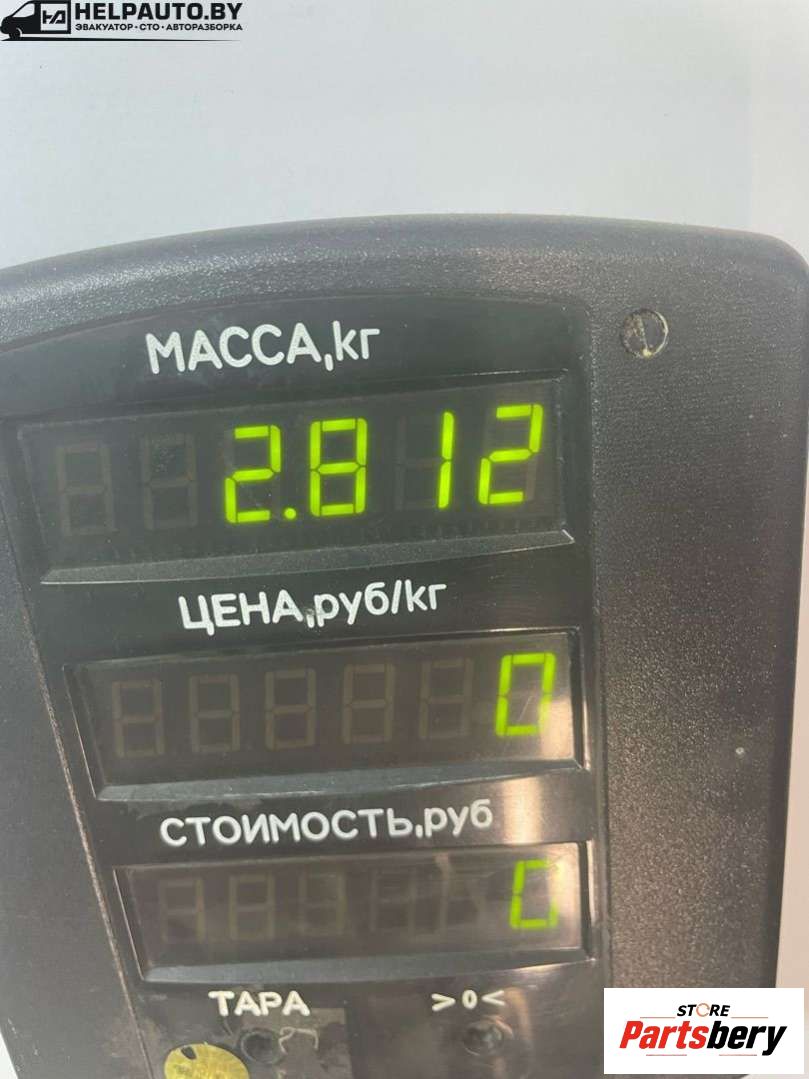 HELPAUTO.BY
ЭВАКУАТОР•СТО•АВТОРАЗБОРКА
МАССА,кг
2.812
ЦЕНА,руб/кг
0
СТОИМОСТЬ,руб
0
ТАРА >0<
STORE
Partsbery